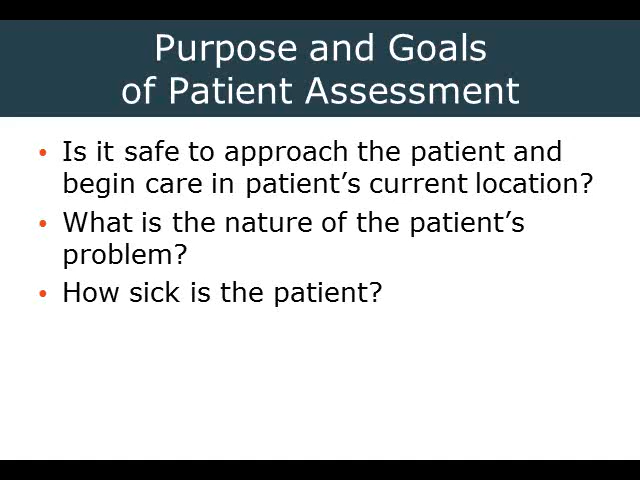 Purpose and Goals
of Patient Assessment
• Is it safe to approach the patient and
begin care in patient’s current location?
• What is the nature of the patient’s
problem?
• How sick is the patient?